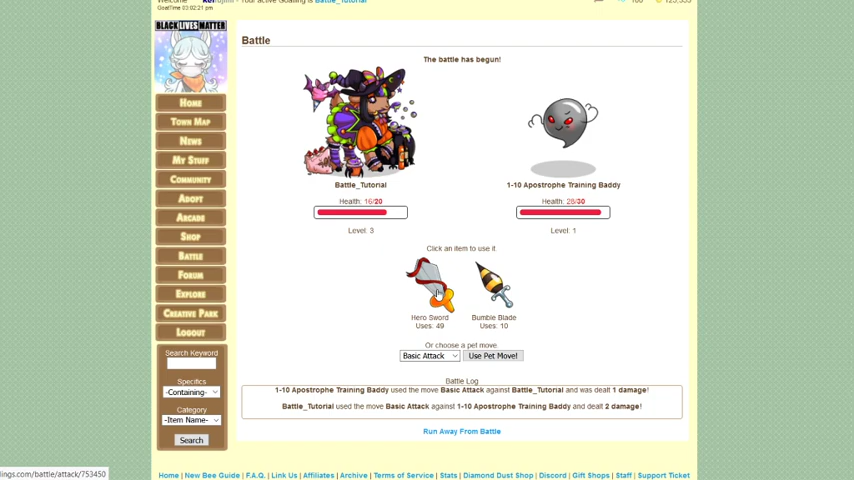 Welcome
Your active Goatling is Battle_Tutorial
GoatTime 03:02:21 pm
BLACK LIVES MATTER
Home
Town Map
News
My Stuff
Community
Adopt
Arcade
Shop
Battle
Forum
Explore
Creative Park
Logout
Search Keyword
Specifics
-Containing-
Category
-Item Name-
Search
Battle
The battle has begun!
Battle_Tutorial
1-10 Apostrophe Training Baddy
Health: 16/20
Health: 28/30
Level: 3
Level: 1
Click an item to use it.
Hero Sword
Uses: 49
Bumble Blade
Uses: 10
Or choose a pet move.
Basic Attack
Use Pet Move!
Battle Log
1-10 Apostrophe Training Baddy used the move Basic Attack against Battle_Tutorial and was dealt 1 damage!
Battle_Tutorial used the move Basic Attack against 1-10 Apostrophe Training Baddy and dealt 2 damage!
Run Away From Battle
lings.com/battle/attack/753450
Home | New Bee Guide | F.A.Q. | Link Us | Affiliates | Archive | Terms of Service | Stats | Diamond Dust Shop | Discord | Gift Shops | Staff | Support Ticket